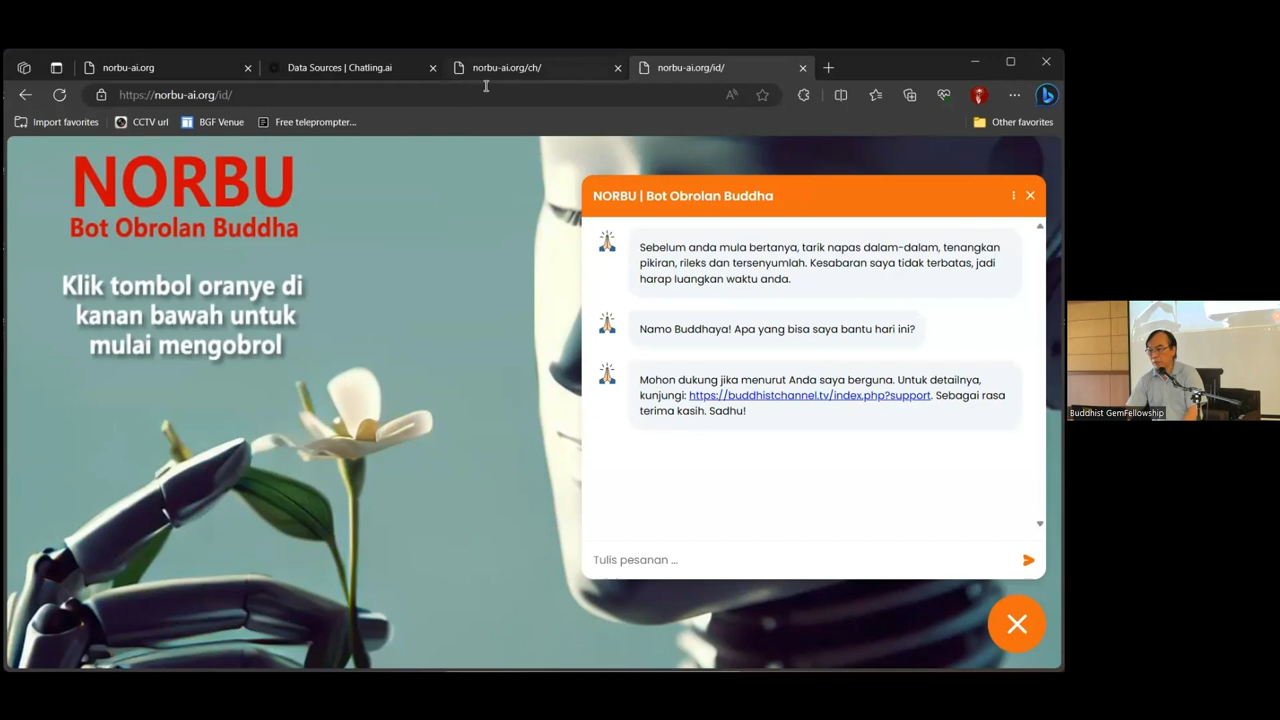 norbu-ai.org
Data Sources | Chatling.ai
norbu-ai.org/ch/
norbu-ai.org/id/
https://norbu-ai.org/id/
Import favorites
CCTV url
BGF Venue
Free teleprompter...
Other favorites
NORBU
Bot Obrolan Buddha
Klik tombol oranye di
kanan bawah untuk
mulai mengobrol
NORBU | Bot Obrolan Buddha
Sebelum anda mula bertanya, tarik napas dalam-dalam, tenangkan
pikiran, rileks dan tersenyumlah. Kesabaran saya tidak terbatas, jadi
harap luangkan waktu anda.
Namo Buddhaya! Apa yang bisa saya bantu hari ini?
Mohon dukung jika menurut Anda saya berguna. Untuk detailnya,
kunjungi: https://buddhistchannel.tv/index.php?support. Sebagai rasa
terima kasih. Sadhu!
Tulis pesanan ...
Buddhist GemFellowship